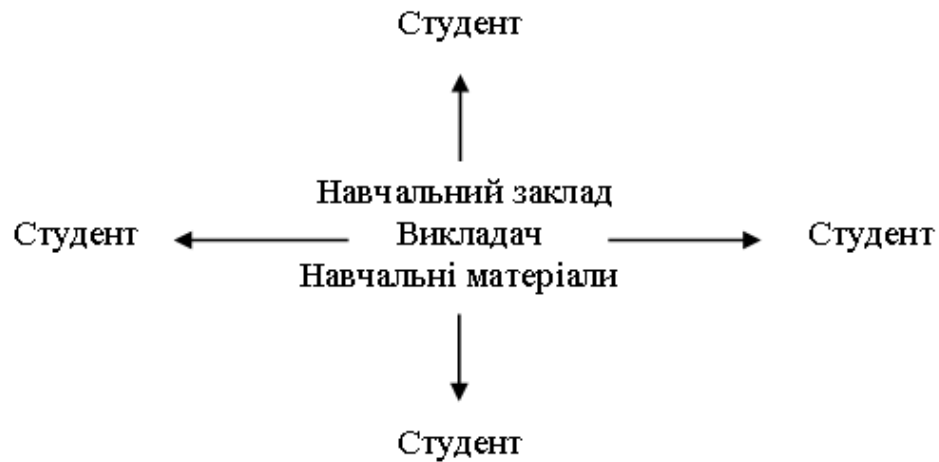 Студент
Навчальний заклад
Студент
Викладач
Студент
Навчальні матеріали
Студент